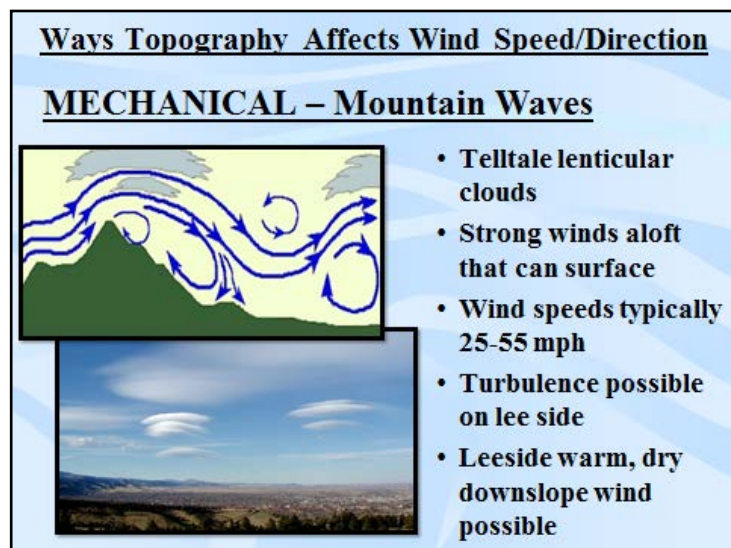 Ways Topography Affects Wind Speed/Direction
MECHANICAL – Mountain Waves
• Telltale lenticular
clouds
• Strong winds aloft
that can surface
• Wind speeds typically
25-55 mph
• Turbulence possible
on lee side
• Leeside warm, dry
downslope wind
possible